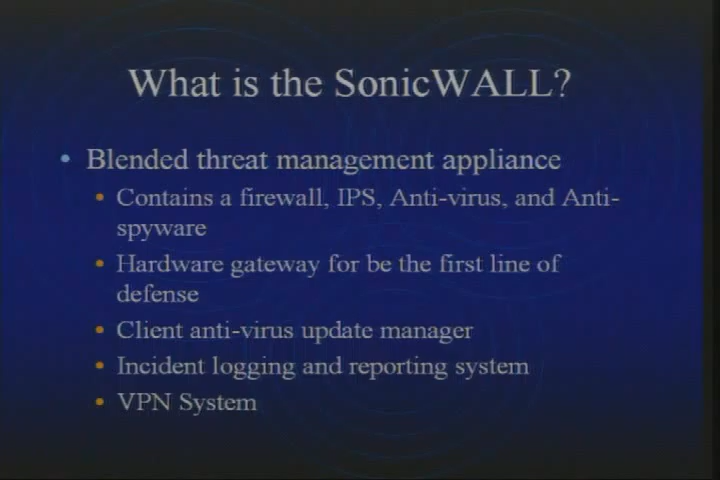 What is the SonicWALL?
• Blended threat management appliance
• Contains a firewall, IPS, Anti-virus, and Anti-
spyware
• Hardware gateway for be the first line of
defense
• Client anti-virus update manager
• Incident logging and reporting system
• VPN System